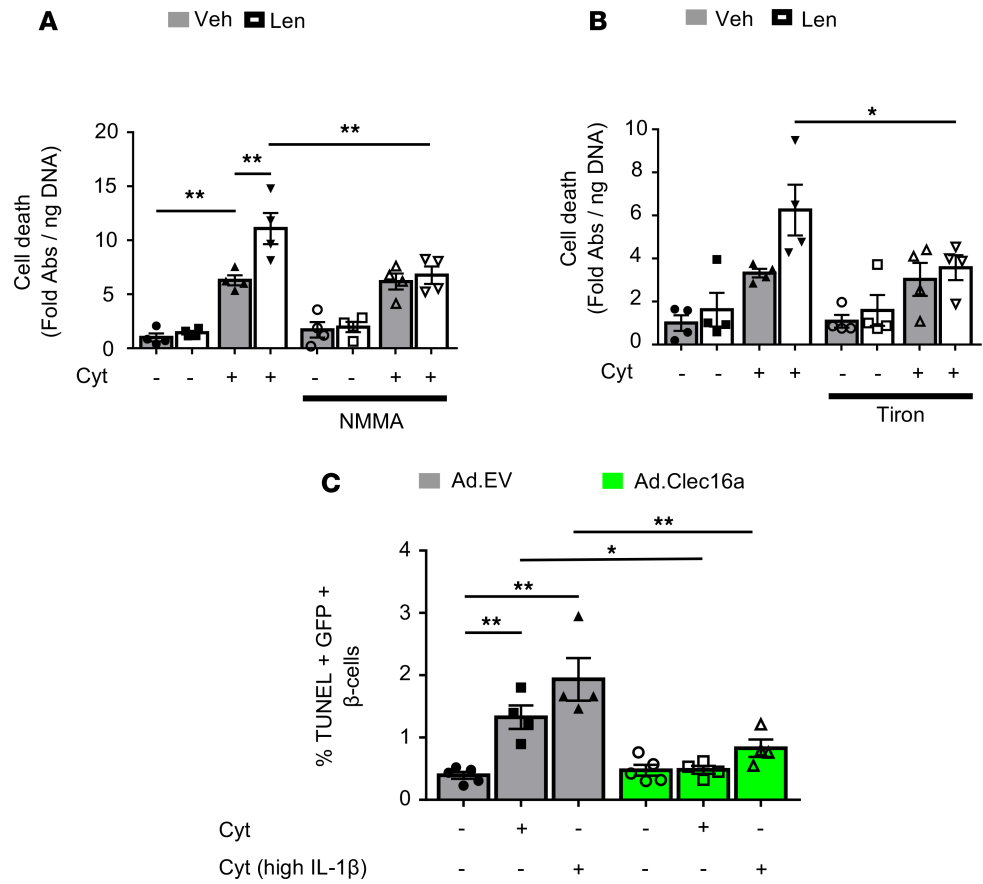 A
Veh Len
Cell death
(Fold Abs / ng DNA)
20
15
10
5
0
** ** **
Cyt - - + + - - + +
NMMA
B
Veh Len
Cell death
(Fold Abs / ng DNA)
10
8
6
4
2
0
*
Cyt - - + + - - + +
Tiron
C
Ad.EV Ad.Clec16a
% TUNEL + GFP +
β-cells
4
3
2
1
0
**
*
**
**
Cyt - + - - + -
Cyt (high IL-1β) - - + - - +